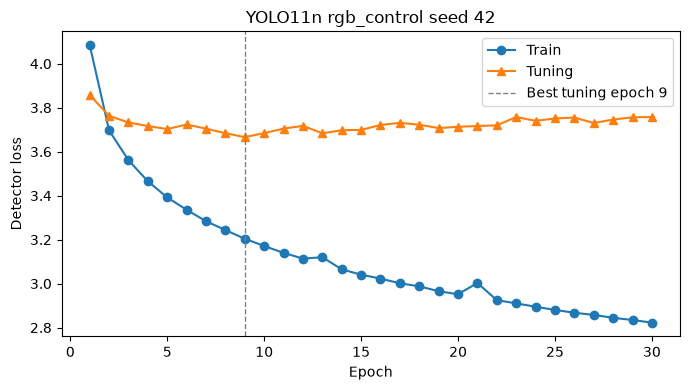 YOLO11n rgb_control seed 42
Train
Tuning
Best tuning epoch 9
Detector loss
4.0
3.8
3.6
3.4
3.2
3.0
2.8
0
5
10
15
20
25
30
Epoch